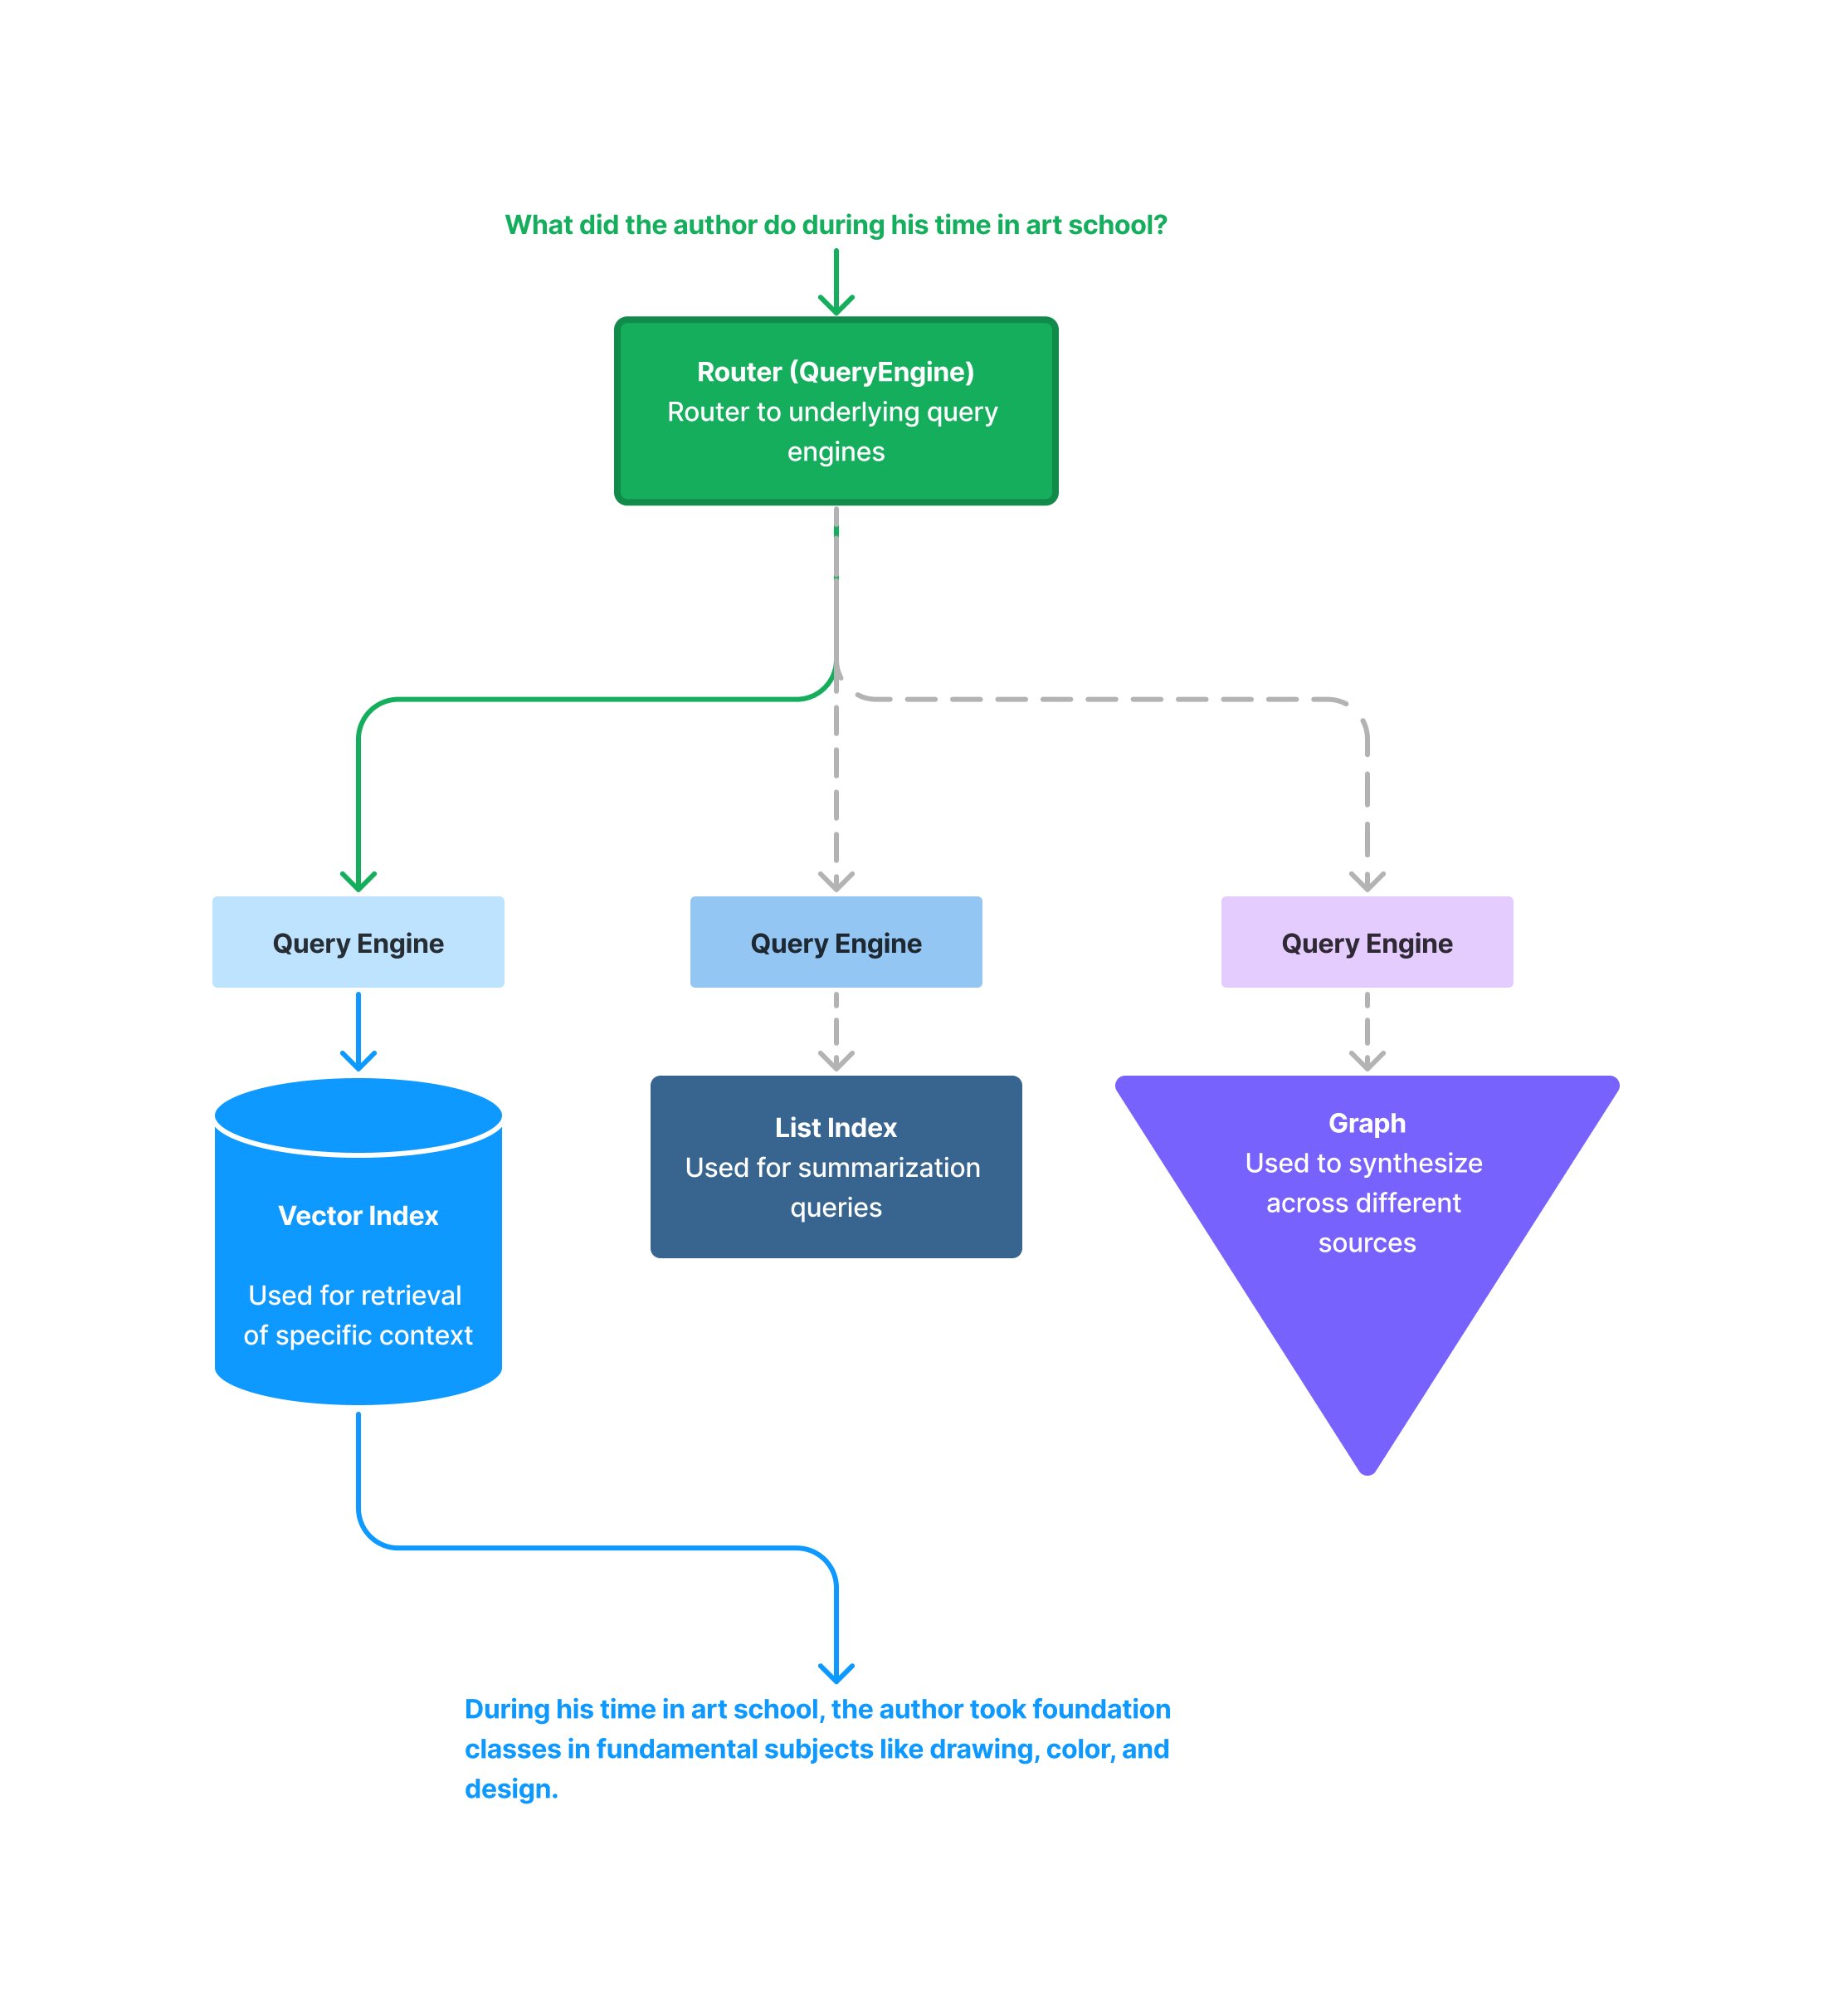 What did the author do during his time in art school?
Router (QueryEngine)
Router to underlying query
engines
Query Engine
Query Engine
Query Engine
Vector Index
Used for retrieval
of specific context
List Index
Used for summarization
queries
Graph
Used to synthesize
across different
sources
During his time in art school, the author took foundation
classes in fundamental subjects like drawing, color, and
design.